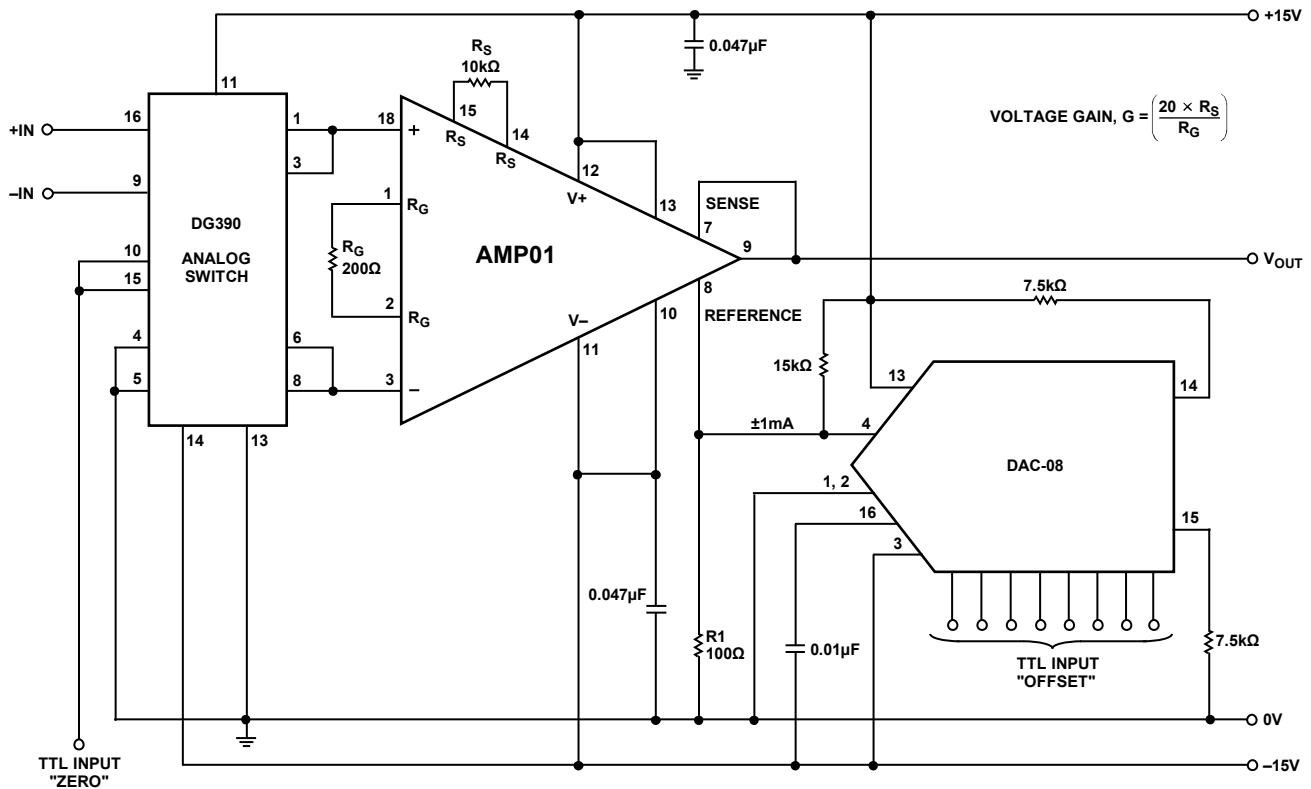 +15V
0.047µF
RS
10kΩ
11
15
RS
14
RS
VOLTAGE GAIN, G = (20 × RS / RG)
+IN
16
1
18
+
3
12
V+
–IN
9
13
SENSE
7
DG390
ANALOG
SWITCH
1
RG
RG
200Ω
AMP01
9
VOUT
10
15
2
RG
8
REFERENCE
10
7.5kΩ
V–
11
4
5
6
8
3
–
15kΩ
13
14
14
13
±1mA
4
DAC-08
1, 2
16
3
15
0.047µF
R1
100Ω
0.01µF
7.5kΩ
TTL INPUT
"OFFSET"
0V
TTL INPUT
"ZERO"
–15V